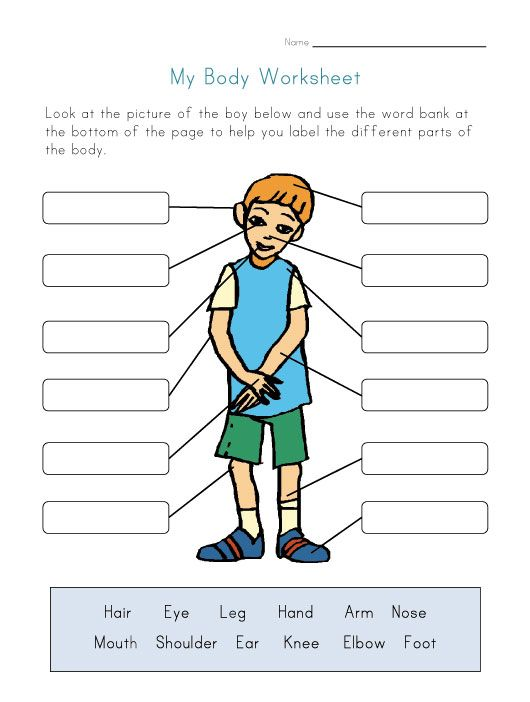 Name
My Body Worksheet
Look at the picture of the boy below and use the word bank at
the bottom of the page to help you label the different parts of
the body.
Hair Eye Leg Hand Arm Nose
Mouth Shoulder Ear Knee Elbow Foot